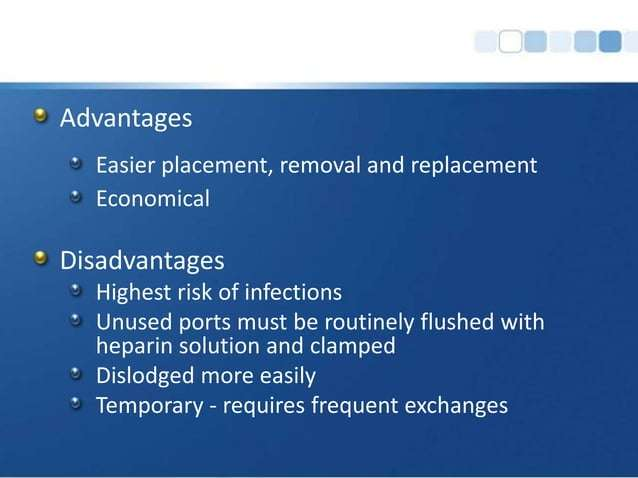 Advantages
Easier placement, removal and replacement
Economical
Disadvantages
Highest risk of infections
Unused ports must be routinely flushed with
heparin solution and clamped
Dislodged more easily
Temporary - requires frequent exchanges